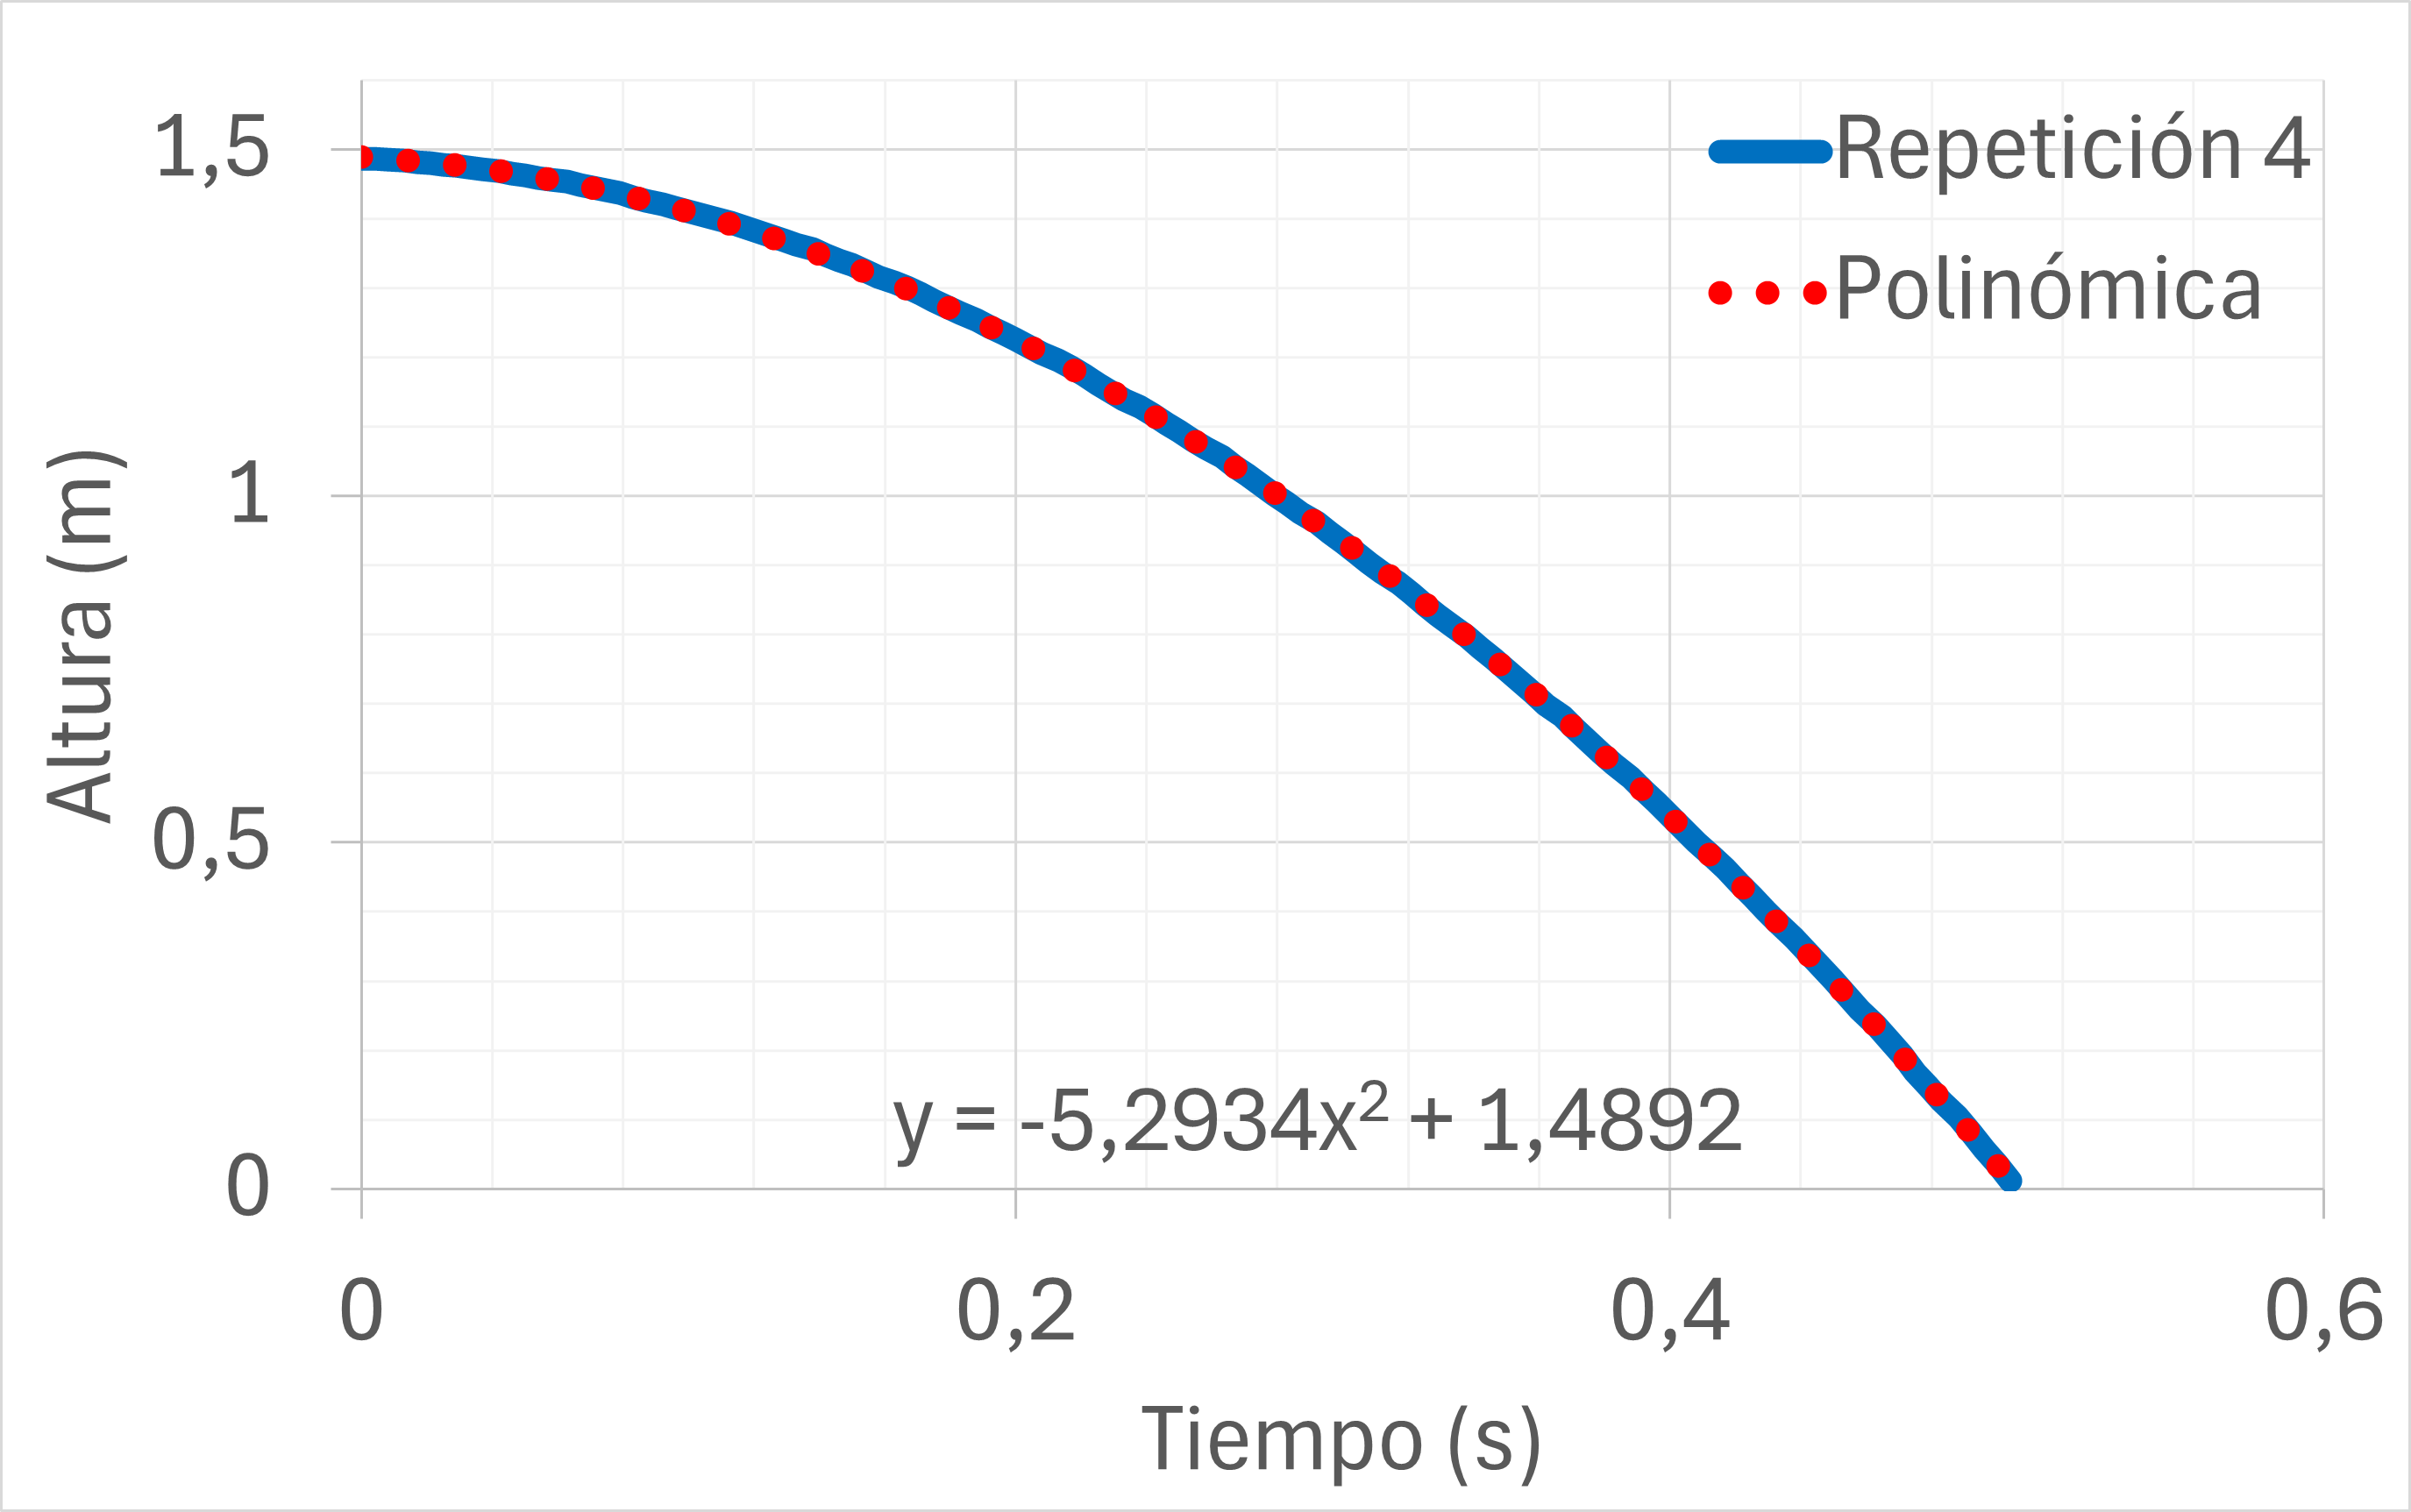 Repetición 4
Polinómica
1,5
1
0,5
0
Altura (m)
y = -5,2934x² + 1,4892
0
0,2
0,4
0,6
Tiempo (s)